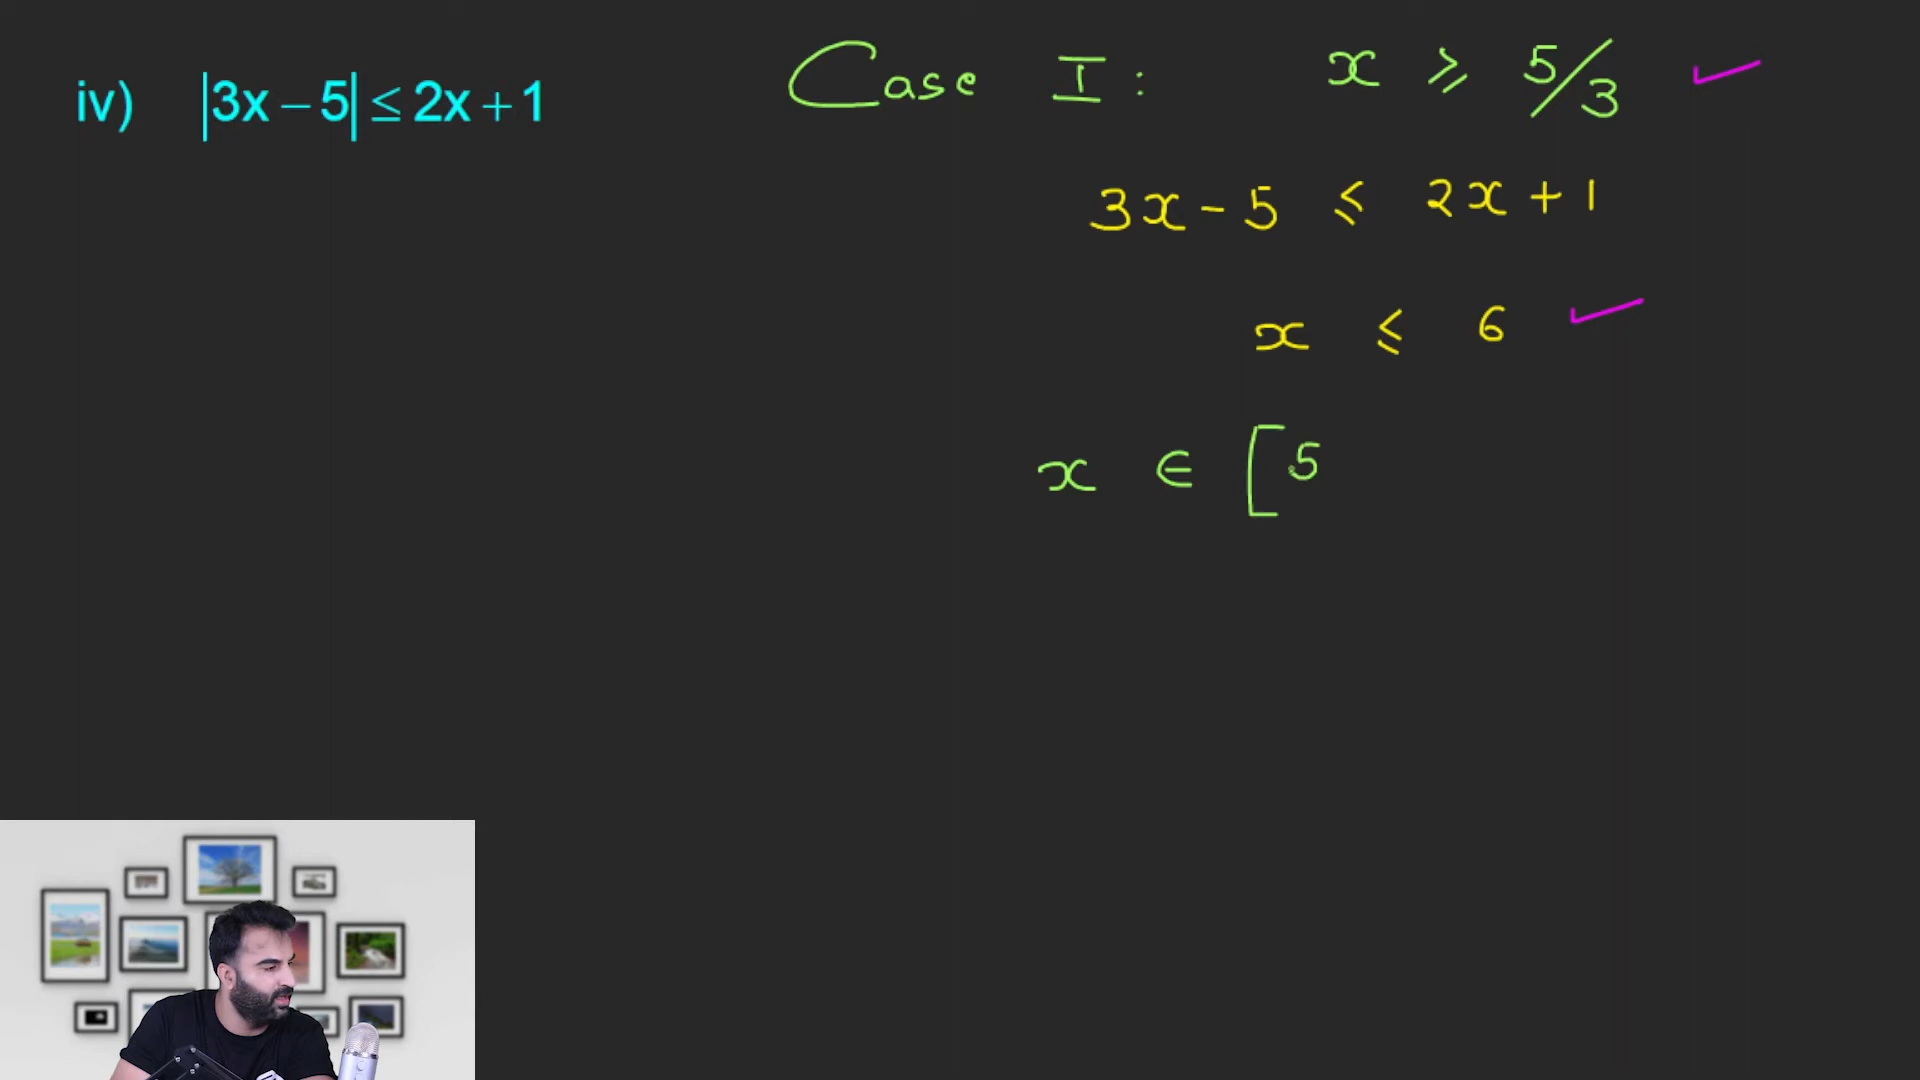 iv) |3x – 5| ≤ 2x + 1
Case I: x ⩾ 5/3 ✓
3x - 5 ⩽ 2x + 1
x ⩽ 6 ✓
x ∈ [5